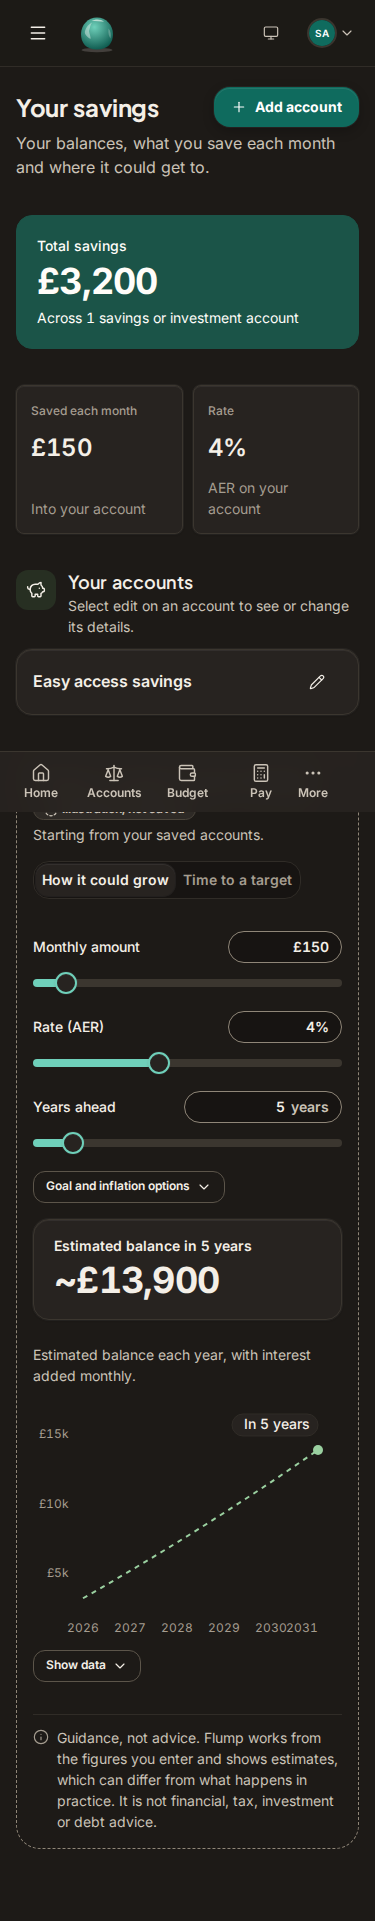 SA
Your savings
+ Add account
Your balances, what you save each month
and where it could get to.
Total savings
£3,200
Across 1 savings or investment account
Saved each month
£150
Into your account
Rate
4%
AER on your
account
Your accounts
Select edit on an account to see or change
its details.
Easy access savings
Home Accounts Budget Pay More
Starting from your saved accounts.
How it could grow Time to a target
Monthly amount £150
Rate (AER) 4%
Years ahead 5 years
Goal and inflation options
Estimated balance in 5 years
~£13,900
Estimated balance each year, with interest
added monthly.
In 5 years
£15k
£10k
£5k
2026 2027 2028 2029 2030 2031
Show data
Guidance, not advice. Flump works from
the figures you enter and shows estimates,
which can differ from what happens in
practice. It is not financial, tax, investment
or debt advice.